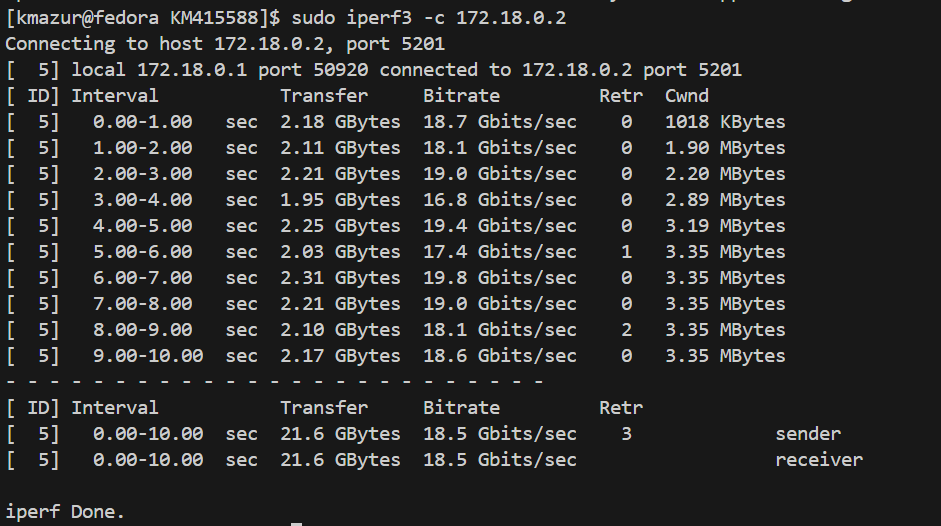 [kmazur@fedora KM415588]$ sudo iperf3 -c 172.18.0.2
Connecting to host 172.18.0.2, port 5201
[  5] local 172.18.0.1 port 50920 connected to 172.18.0.2 port 5201
[ ID] Interval           Transfer     Bitrate         Retr  Cwnd
[  5]   0.00-1.00   sec  2.18 GBytes  18.7 Gbits/sec    0   1018 KBytes
[  5]   1.00-2.00   sec  2.11 GBytes  18.1 Gbits/sec    0   1.90 MBytes
[  5]   2.00-3.00   sec  2.21 GBytes  19.0 Gbits/sec    0   2.20 MBytes
[  5]   3.00-4.00   sec  1.95 GBytes  16.8 Gbits/sec    0   2.89 MBytes
[  5]   4.00-5.00   sec  2.25 GBytes  19.4 Gbits/sec    0   3.19 MBytes
[  5]   5.00-6.00   sec  2.03 GBytes  17.4 Gbits/sec    1   3.35 MBytes
[  5]   6.00-7.00   sec  2.31 GBytes  19.8 Gbits/sec    0   3.35 MBytes
[  5]   7.00-8.00   sec  2.21 GBytes  19.0 Gbits/sec    0   3.35 MBytes
[  5]   8.00-9.00   sec  2.10 GBytes  18.1 Gbits/sec    2   3.35 MBytes
[  5]   9.00-10.00  sec  2.17 GBytes  18.6 Gbits/sec    0   3.35 MBytes
- - - - - - - - - - - - - - - - - - - - - - - - -
[ ID] Interval           Transfer     Bitrate         Retr
[  5]   0.00-10.00  sec  21.6 GBytes  18.5 Gbits/sec    3             sender
[  5]   0.00-10.00  sec  21.6 GBytes  18.5 Gbits/sec                  receiver
iperf Done.